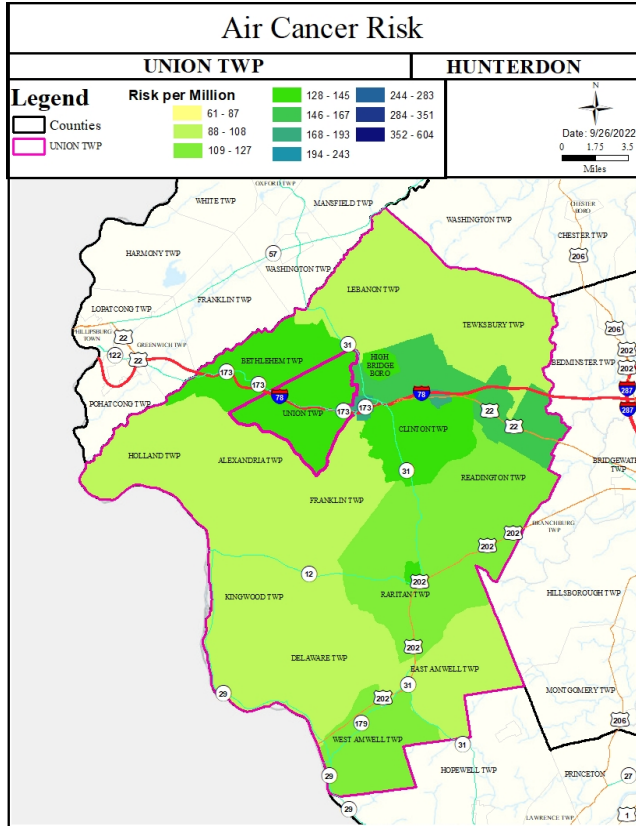 Air Cancer Risk
UNION TWP
HUNTERDON
Legend
Counties
UNION TWP
Risk per Million
61 - 87
88 - 108
109 - 127
128 - 145
146 - 167
168 - 193
194 - 243
244 - 283
284 - 351
352 - 604
N
Date: 9/26/2022
0 1.75 3.5
Miles
OXFORD TWP
WHITE TWP
MANSFIELD TWP
WASHINGTON TWP
CHESTER BORO
CHESTER TWP
HARMONY TWP
57
206
WASHINGTON TWP
LEBANON TWP
FRANKLIN TWP
LOPATCONG TWP
TEWKSBURY TWP
PHILLIPSBURG TOWN
22
GREENWICH TWP
122
22
31
206
202
BETHLEHEM TWP
HIGH BRIDGE BORO
BEDMINSTER TWP
202
173
173
78
78
287
287
POHATCONG TWP
UNION TWP
173
173
22
22
CLINTON TWP
HOLLAND TWP
ALEXANDRIA TWP
31
READINGTON TWP
BRIDGEWATER TWP
FRANKLIN TWP
202
202
BRANCHBURG TWP
12
202
KINGWOOD TWP
RARITAN TWP
HILLSBOROUGH TWP
202
DELAWARE TWP
EAST AMWELL TWP
31
29
202
MONTGOMERY TWP
179
206
WEST AMWELL TWP
31
HOPEWELL TWP
29
PRINCETON
27
29
LAWRENCE TWP
1